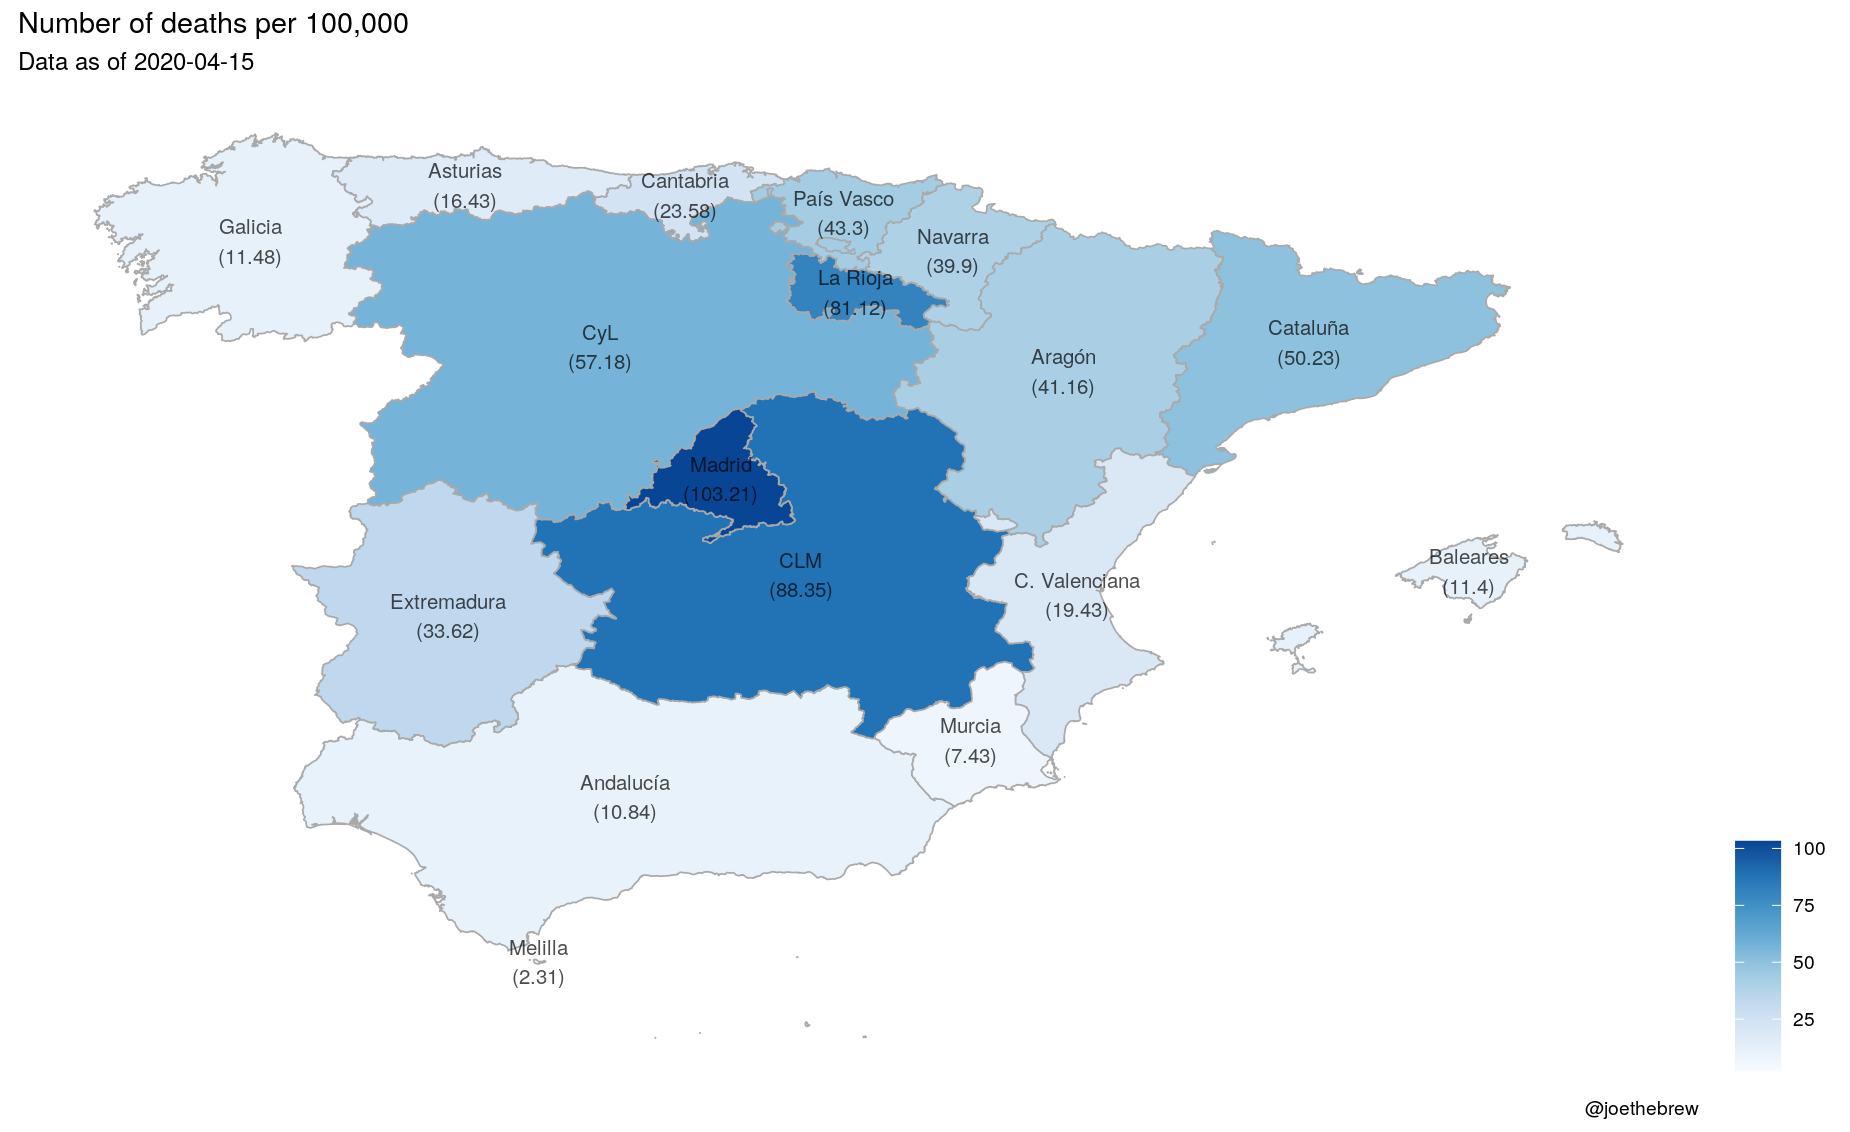 Number of deaths per 100,000
Data as of 2020-04-15
Asturias
(16.43)
Cantabria
(23.58)
País Vasco
(43.3)
Galicia
(11.48)
Navarra
(39.9)
La Rioja
(81.12)
CyL
(57.18)
Aragón
(41.16)
Cataluña
(50.23)
Madrid
(103.21)
CLM
(88.35)
C. Valenciana
(19.43)
Baleares
(11.4)
Extremadura
(33.62)
Murcia
(7.43)
Andalucía
(10.84)
Melilla
(2.31)
100
75
50
25
@joethebrew